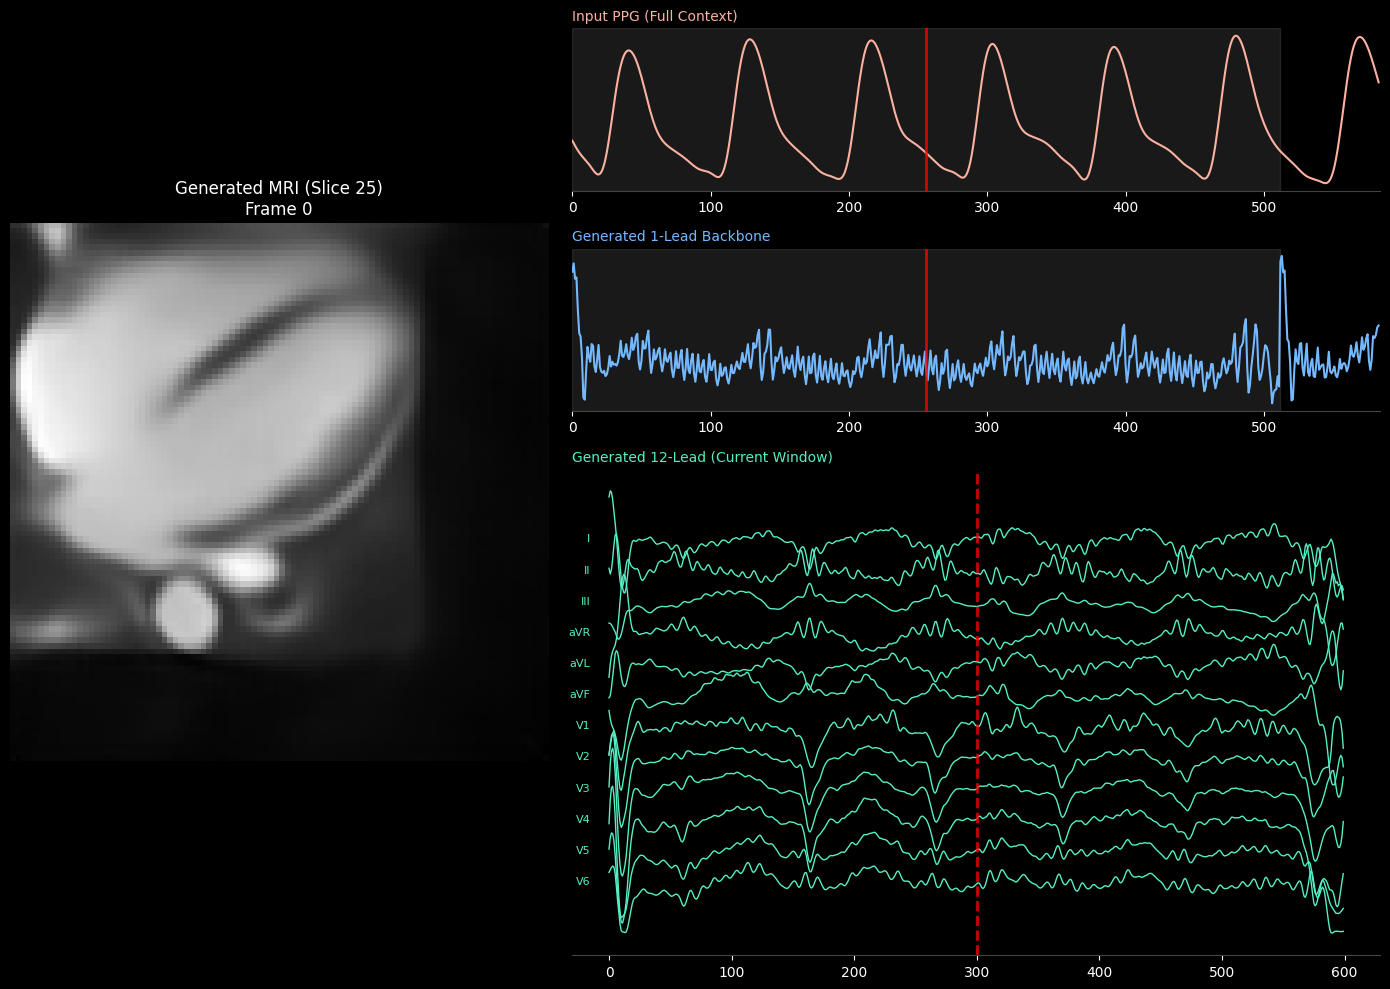 Generated MRI (Slice 25)
Frame 0
Input PPG (Full Context)
0 100 200 300 400 500
Generated 1-Lead Backbone
0 100 200 300 400 500
Generated 12-Lead (Current Window)
I
II
III
aVR
aVL
aVF
V1
V2
V3
V4
V5
V6
0 100 200 300 400 500 600